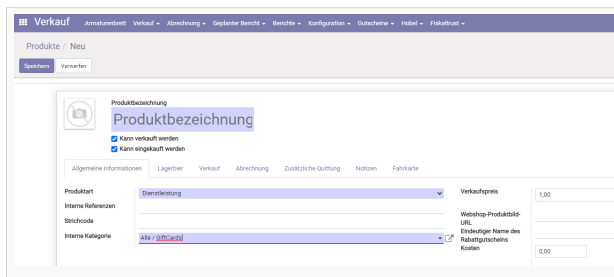 Verkauf Armaturenbrett Verkauf Abrechnung Geplanter Bericht Berichte Konfiguration Gutscheine Hobel Fiskaltrust
Produkte / Neu
Speichern Verwerfen
Produktbezeichnung
Produktbezeichnung
Kann verkauft werden
Kann eingekauft werden
Allgemeine Informationen Lagerbier Verkauf Abrechnung Zusätzliche Quittung Notizen Fahrkarte
Produktart Dienstleistung Verkaufspreis 1,00
Interne Referenzen
Webshop-Produktbild-
URL
Strichcode
Eindeutiger Name des
Rabattgutscheins
Interne Kategorie Alle / GiftCards
Kosten 0,00